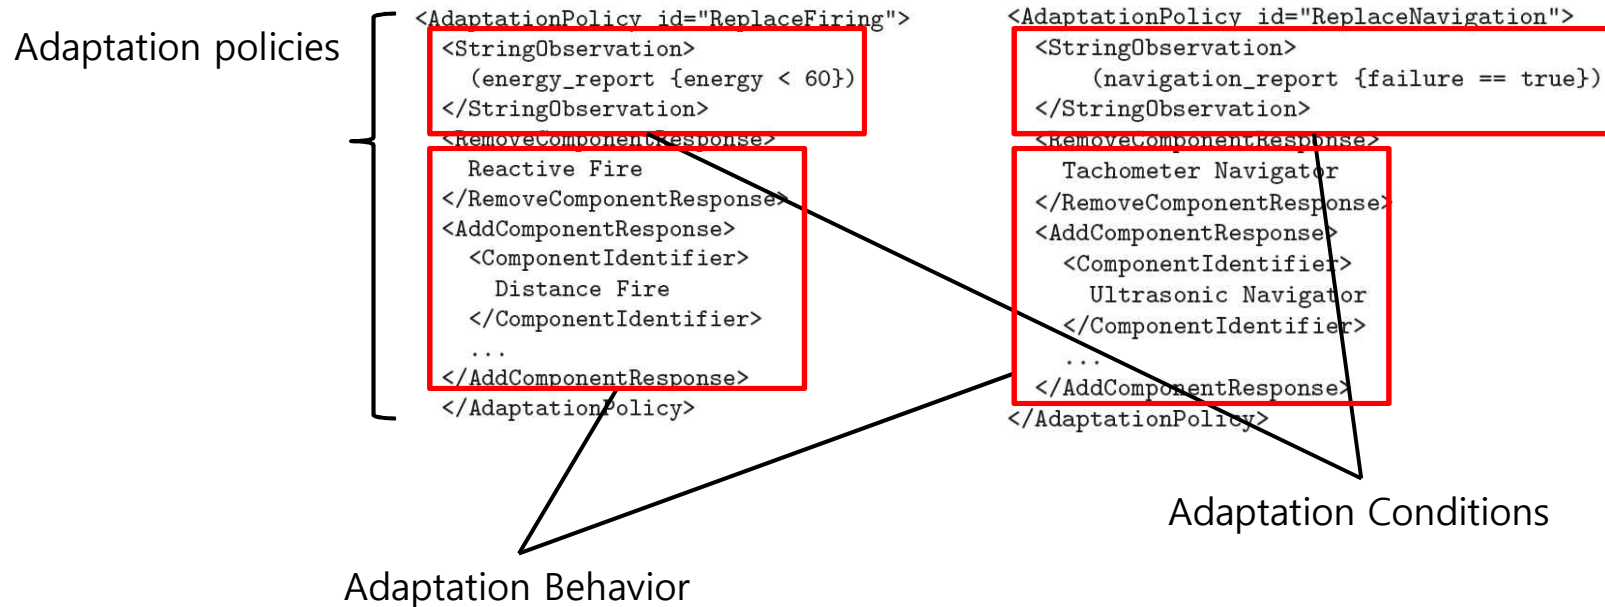 Adaptation policies
<AdaptationPolicy id="ReplaceFiring">
<StringObservation>
(energy_report {energy < 60})
</StringObservation>
<RemoveComponentResponse>
Reactive Fire
</RemoveComponentResponse>
<AddComponentResponse>
<ComponentIdentifier>
Distance Fire
</ComponentIdentifier>
...
</AddComponentResponse>
</AdaptationPolicy>
<AdaptationPolicy id="ReplaceNavigation">
<StringObservation>
(navigation_report {failure == true})
</StringObservation>
<RemoveComponentResponse>
Tachometer Navigator
</RemoveComponentResponse>
<AddComponentResponse>
<ComponentIdentifier>
Ultrasonic Navigator
</ComponentIdentifier>
...
</AddComponentResponse>
</AdaptationPolicy>
Adaptation Conditions
Adaptation Behavior